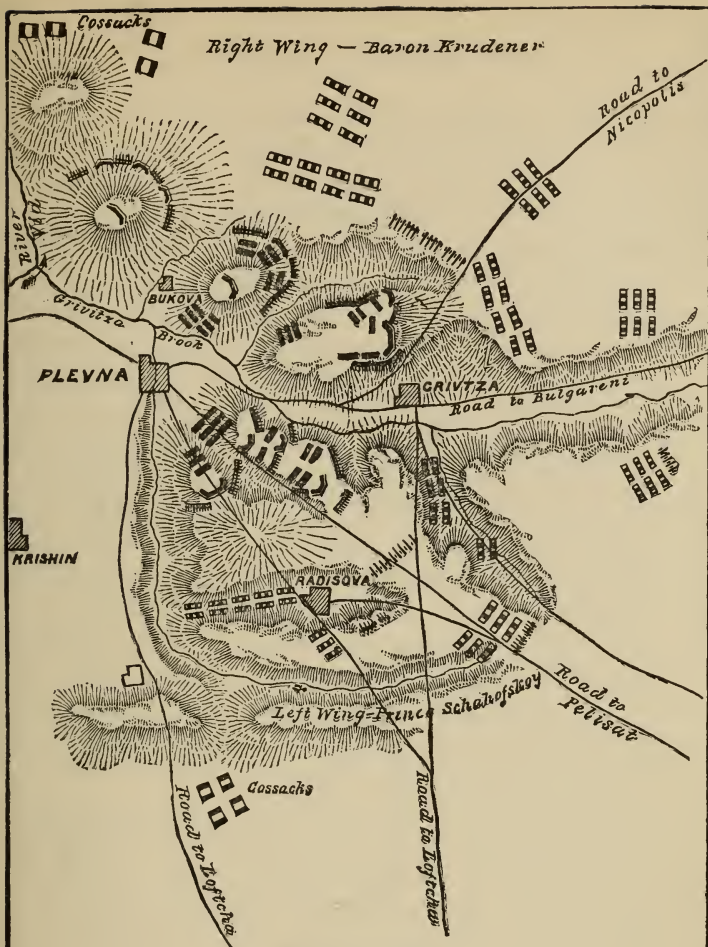 Cossacks
Right Wing — Baron Krudener
Road to
Nicopolis
River
Vid
BUKOVA
Grivitza
Brook
PLEVNA
GRIVTZA
Road to Bulgareni
KRISHIN
RADISOVA
Left Wing=Prince Schahofskoy
Road to
Pelisat
Cossacks
Road to Loftcha
Road to Loftcha